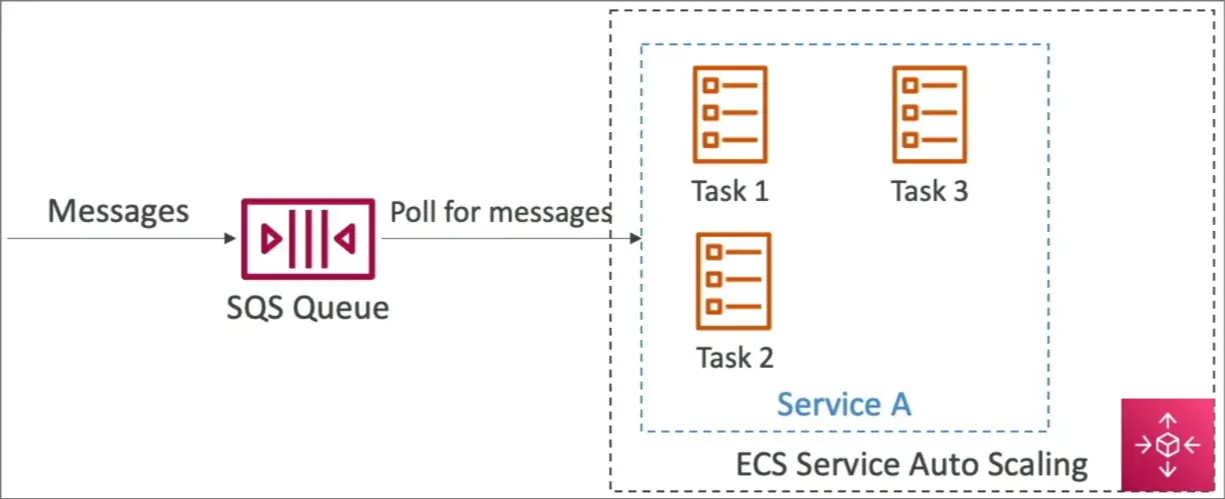 Messages
SQS Queue
Poll for messages
Task 1
Task 3
Task 2
Service A
ECS Service Auto Scaling